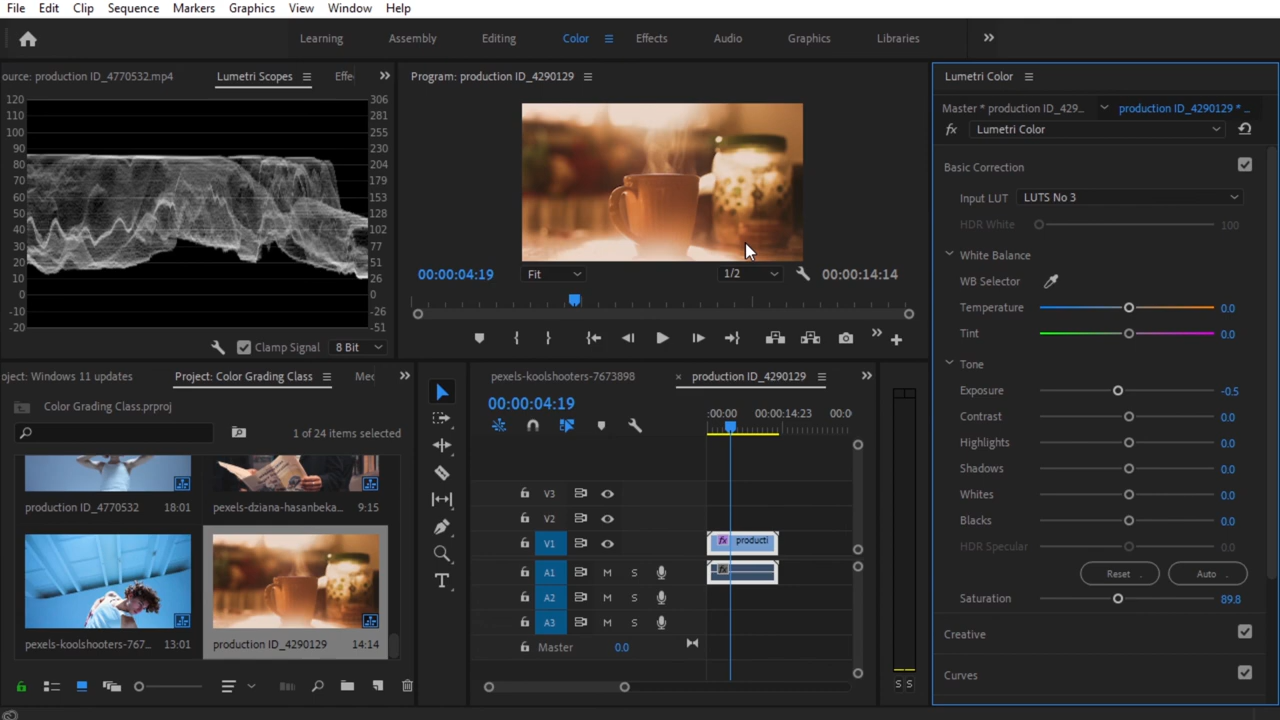 File Edit Clip Sequence Markers Graphics View Window Help
Learning Assembly Editing Color Effects Audio Graphics Libraries
ource: production ID_4770532.mp4 Lumetri Scopes Effe
120 306
110 281
100 255
90 230
80 204
70 179
60 153
50 128
40 102
30 77
20 51
10 26
0 0
-10 -26
-20 -51
Clamp Signal 8 Bit
Program: production ID_4290129
00:00:04:19 Fit 1/2 00:00:14:14
oject: Windows 11 updates Project: Color Grading Class Mec
Color Grading Class.prproj
1 of 24 items selected
production ID_4770532 18:01 pexels-dziana-hasanbeka... 9:15
pexels-koolshooters-767... 13:01 production ID_4290129 14:14
pexels-koolshooters-7673898 × production ID_4290129
00:00:04:19
:00:00 00:00:14:23 00:0
V3
V2
V1 fx producti
A1 M S fx
A2 M S
A3 M S
Master 0.0
S S
Lumetri Color
Master * production ID_429... production ID_4290129 * ...
fx Lumetri Color
Basic Correction
Input LUT LUTS No 3
HDR White 100
White Balance
WB Selector
Temperature 0.0
Tint 0.0
Tone
Exposure -0.5
Contrast 0.0
Highlights 0.0
Shadows 0.0
Whites 0.0
Blacks 0.0
HDR Specular 0.0
Reset Auto
Saturation 89.8
Creative
Curves